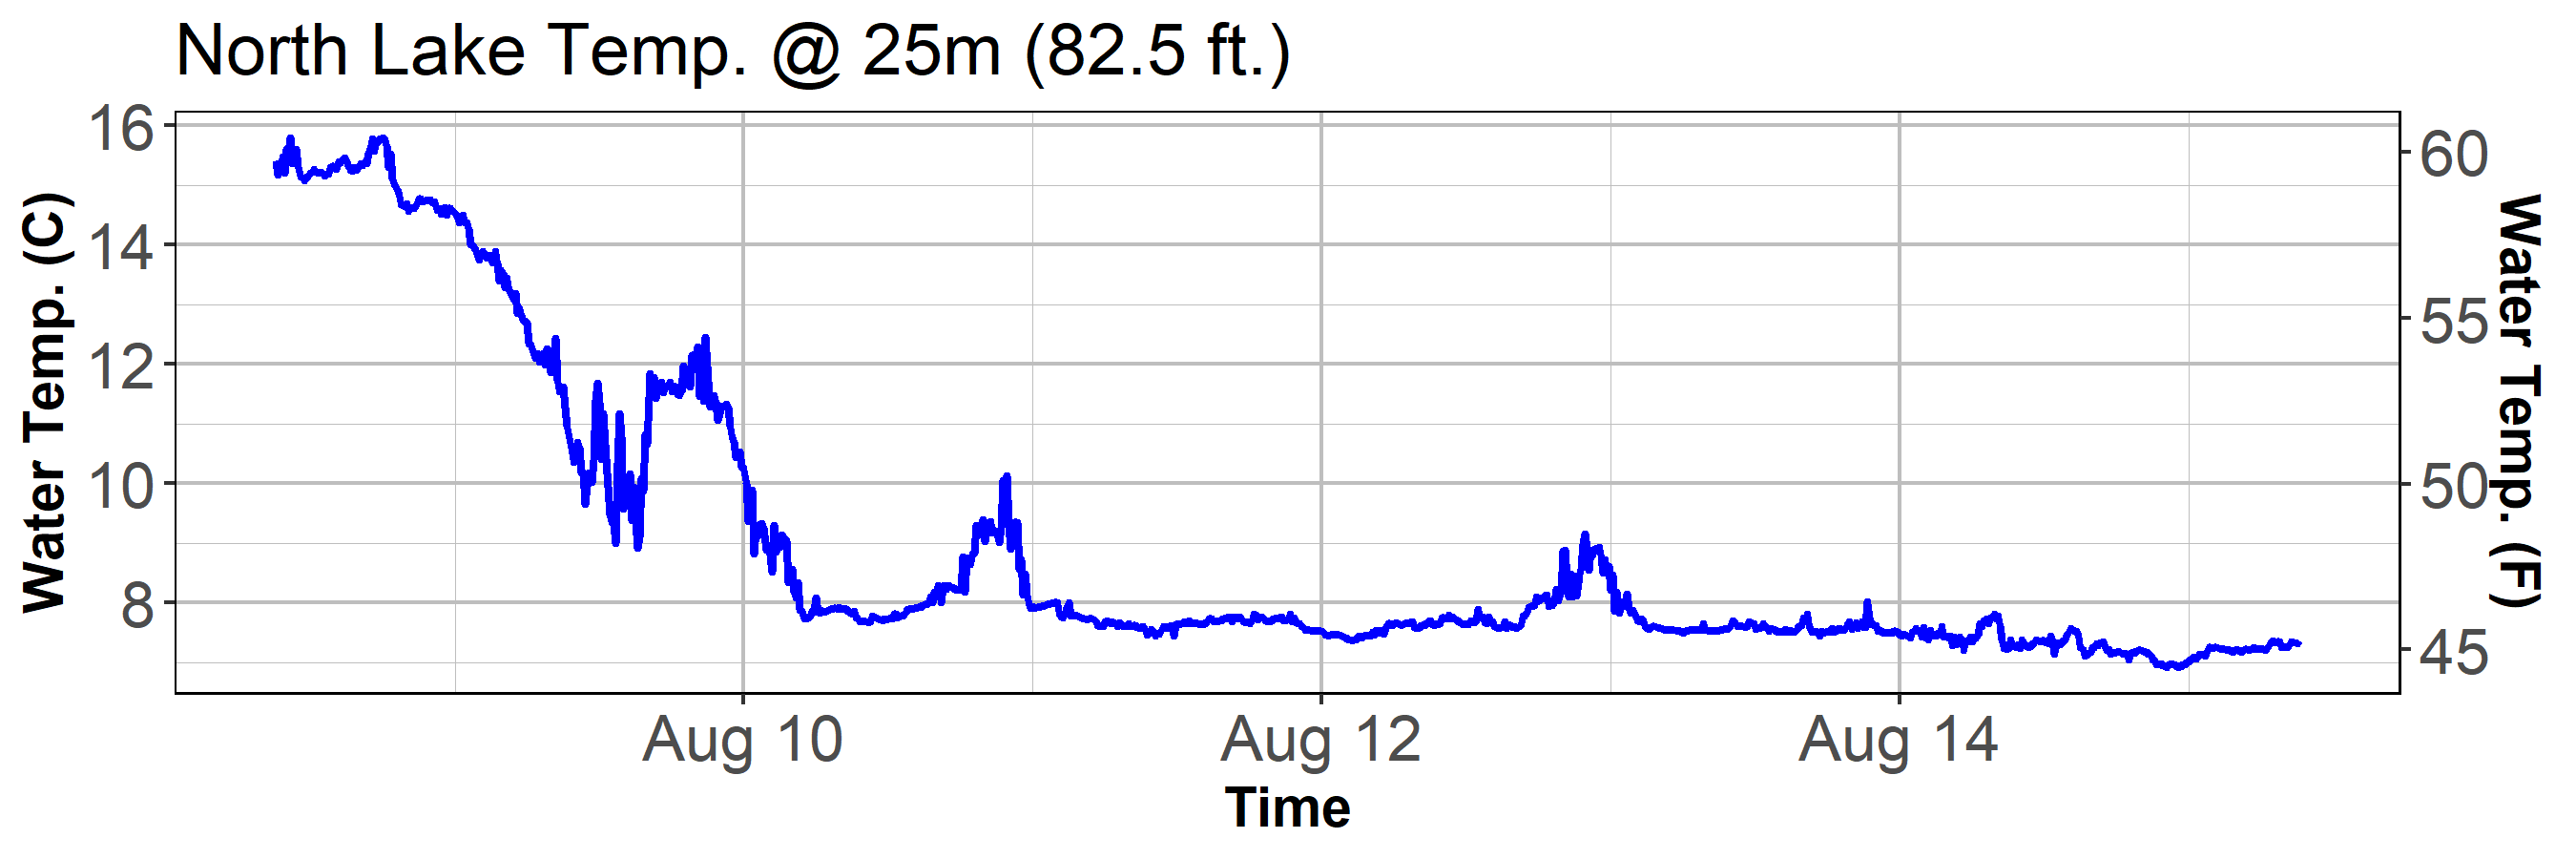 North Lake Temp. @ 25m (82.5 ft.)
Water Temp. (C)
16
14
12
10
8
60
55
50
45
Water Temp. (F)
Aug 10
Aug 12
Aug 14
Time